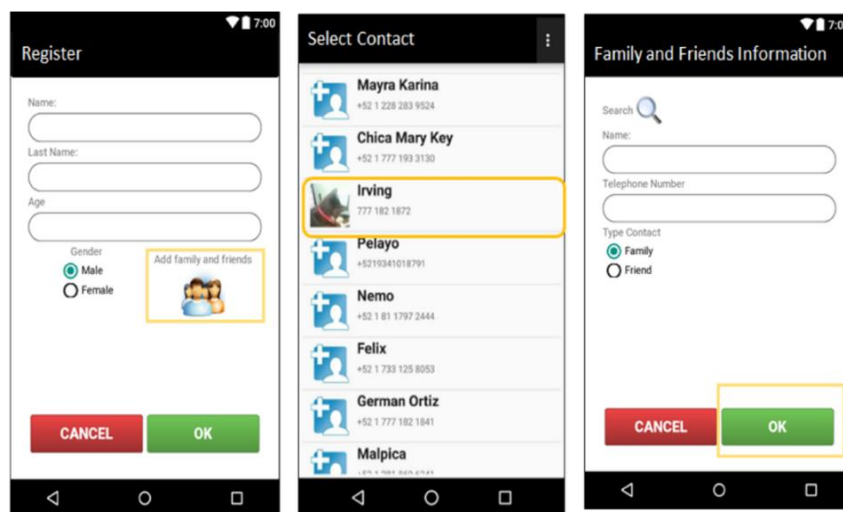 7:00
Register
Name:
Last Name:
Age
Gender
Male
Female
Add family and friends
CANCEL
OK
Select Contact
Mayra Karina
+52 1 228 283 9524
Chica Mary Key
+52 1 777 193 3130
Irving
777 182 1872
Pelayo
+5219341018791
Nemo
+52 1 81 1797 2444
Felix
+52 1 733 125 8053
German Ortiz
+52 1 777 182 1841
Malpica
7:0
Family and Friends Information
Search
Name:
Telephone Number
Type Contact
Family
Friend
CANCEL
OK